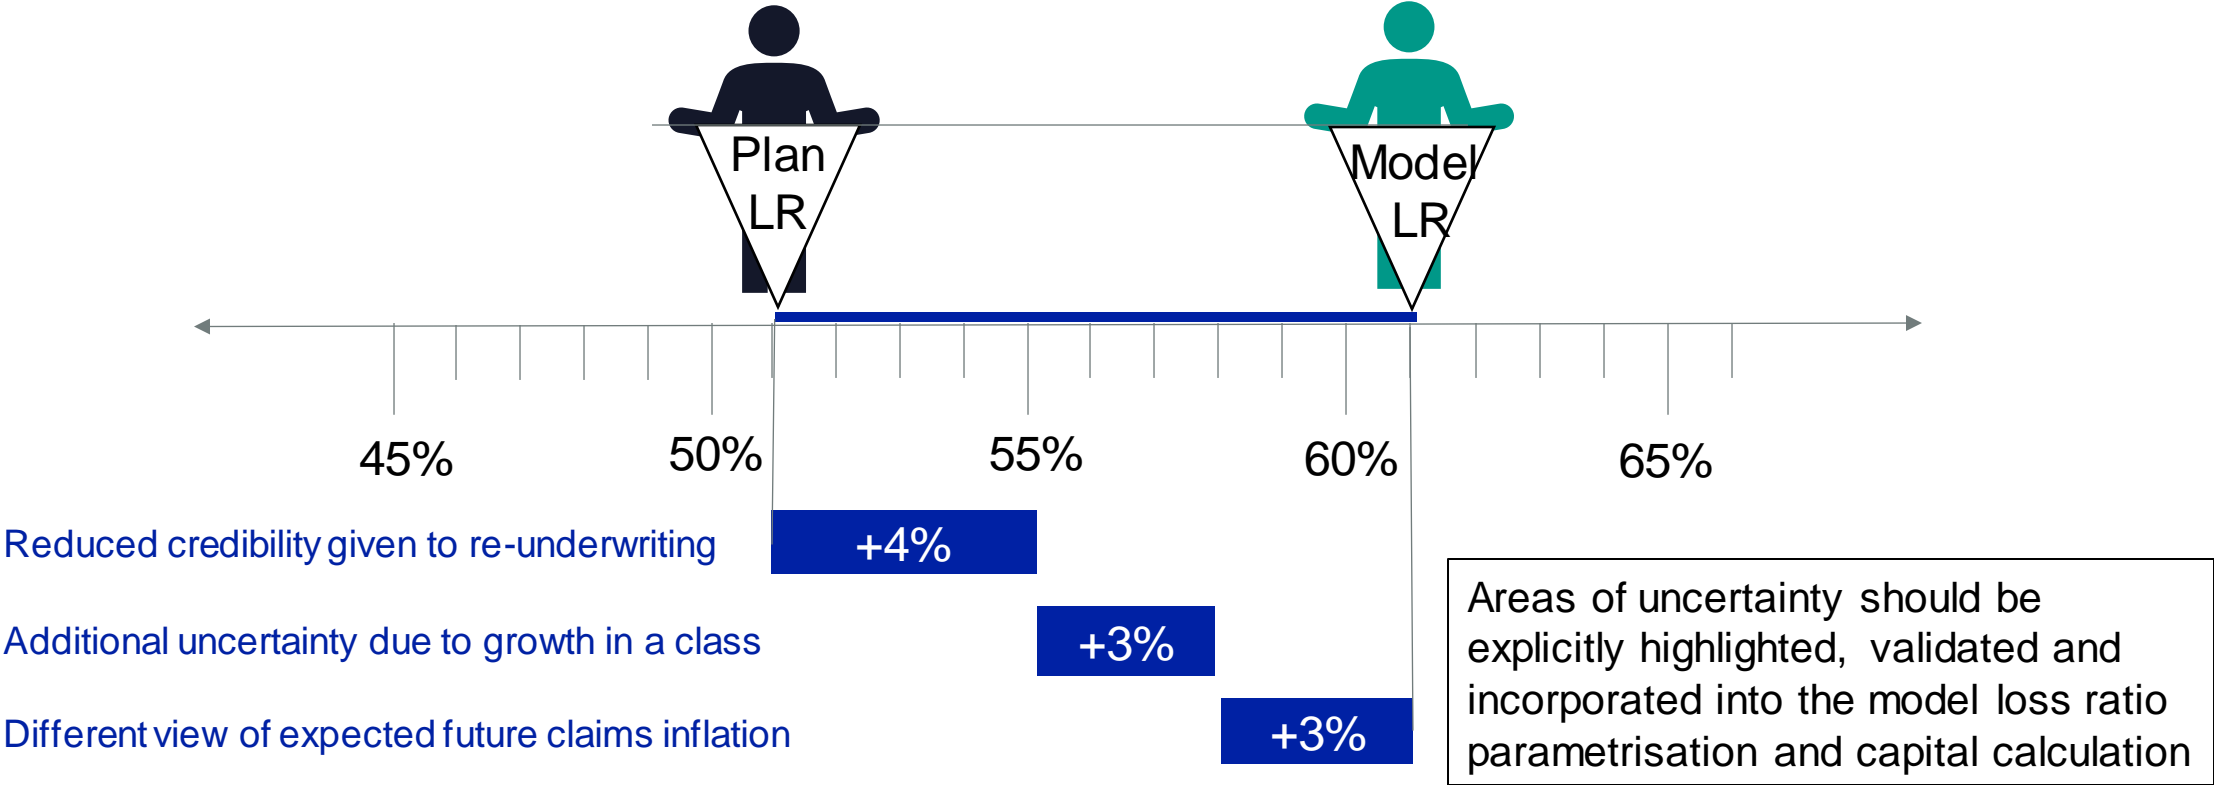 Plan
LR
Model
LR
45%
50%
55%
60%
65%
Reduced credibility given to re-underwriting
+4%
Additional uncertainty due to growth in a class
+3%
Different view of expected future claims inflation
+3%
Areas of uncertainty should be
explicitly highlighted, validated and
incorporated into the model loss ratio
parametrisation and capital calculation